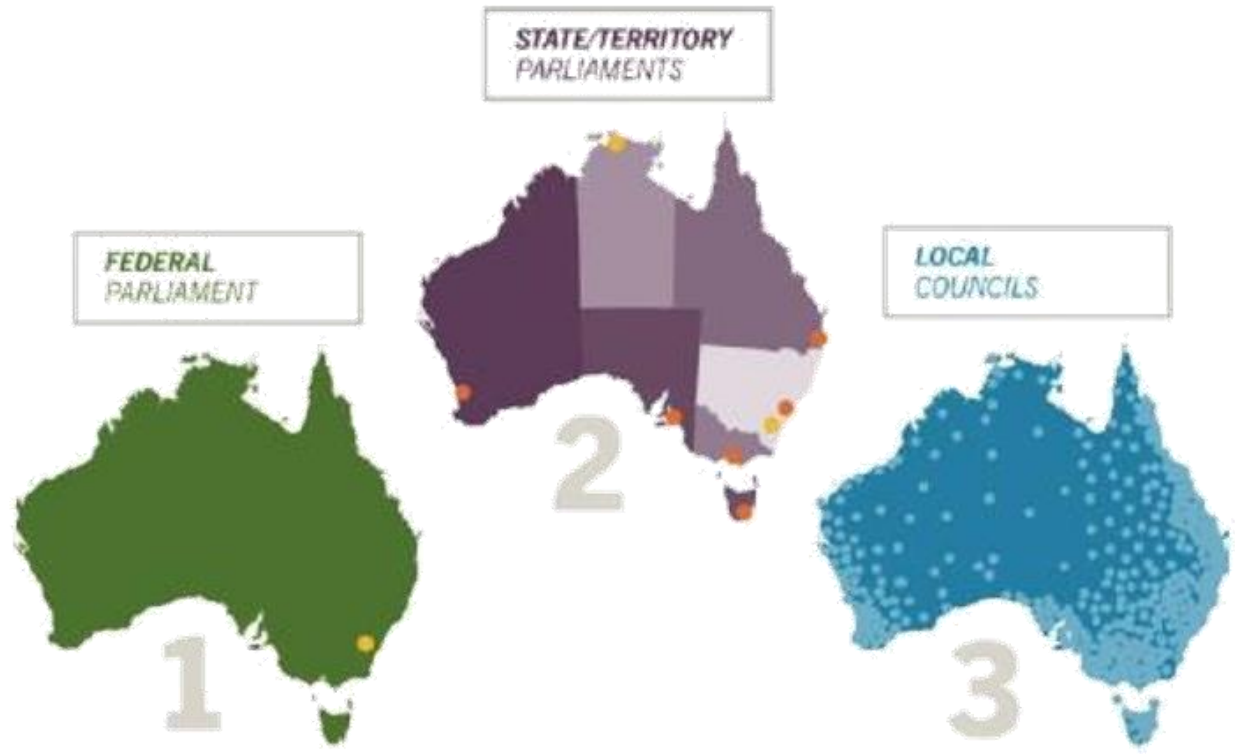 STATE/TERRITORY
PARLIAMENTS
FEDERAL
PARLIAMENT
LOCAL
COUNCILS
2
1
3